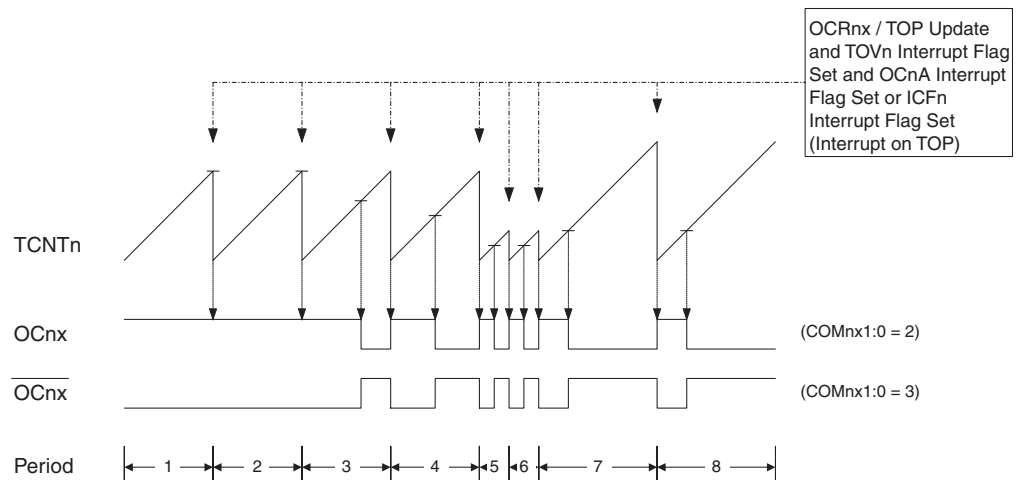 OCRnx / TOP Update
and TOVn Interrupt Flag
Set and OCnA Interrupt
Flag Set or ICFn
Interrupt Flag Set
(Interrupt on TOP)
TCNTn
OCnx
(COMnx1:0 = 2)
OCnx
(COMnx1:0 = 3)
Period
1 2 3 4 5 6 7 8